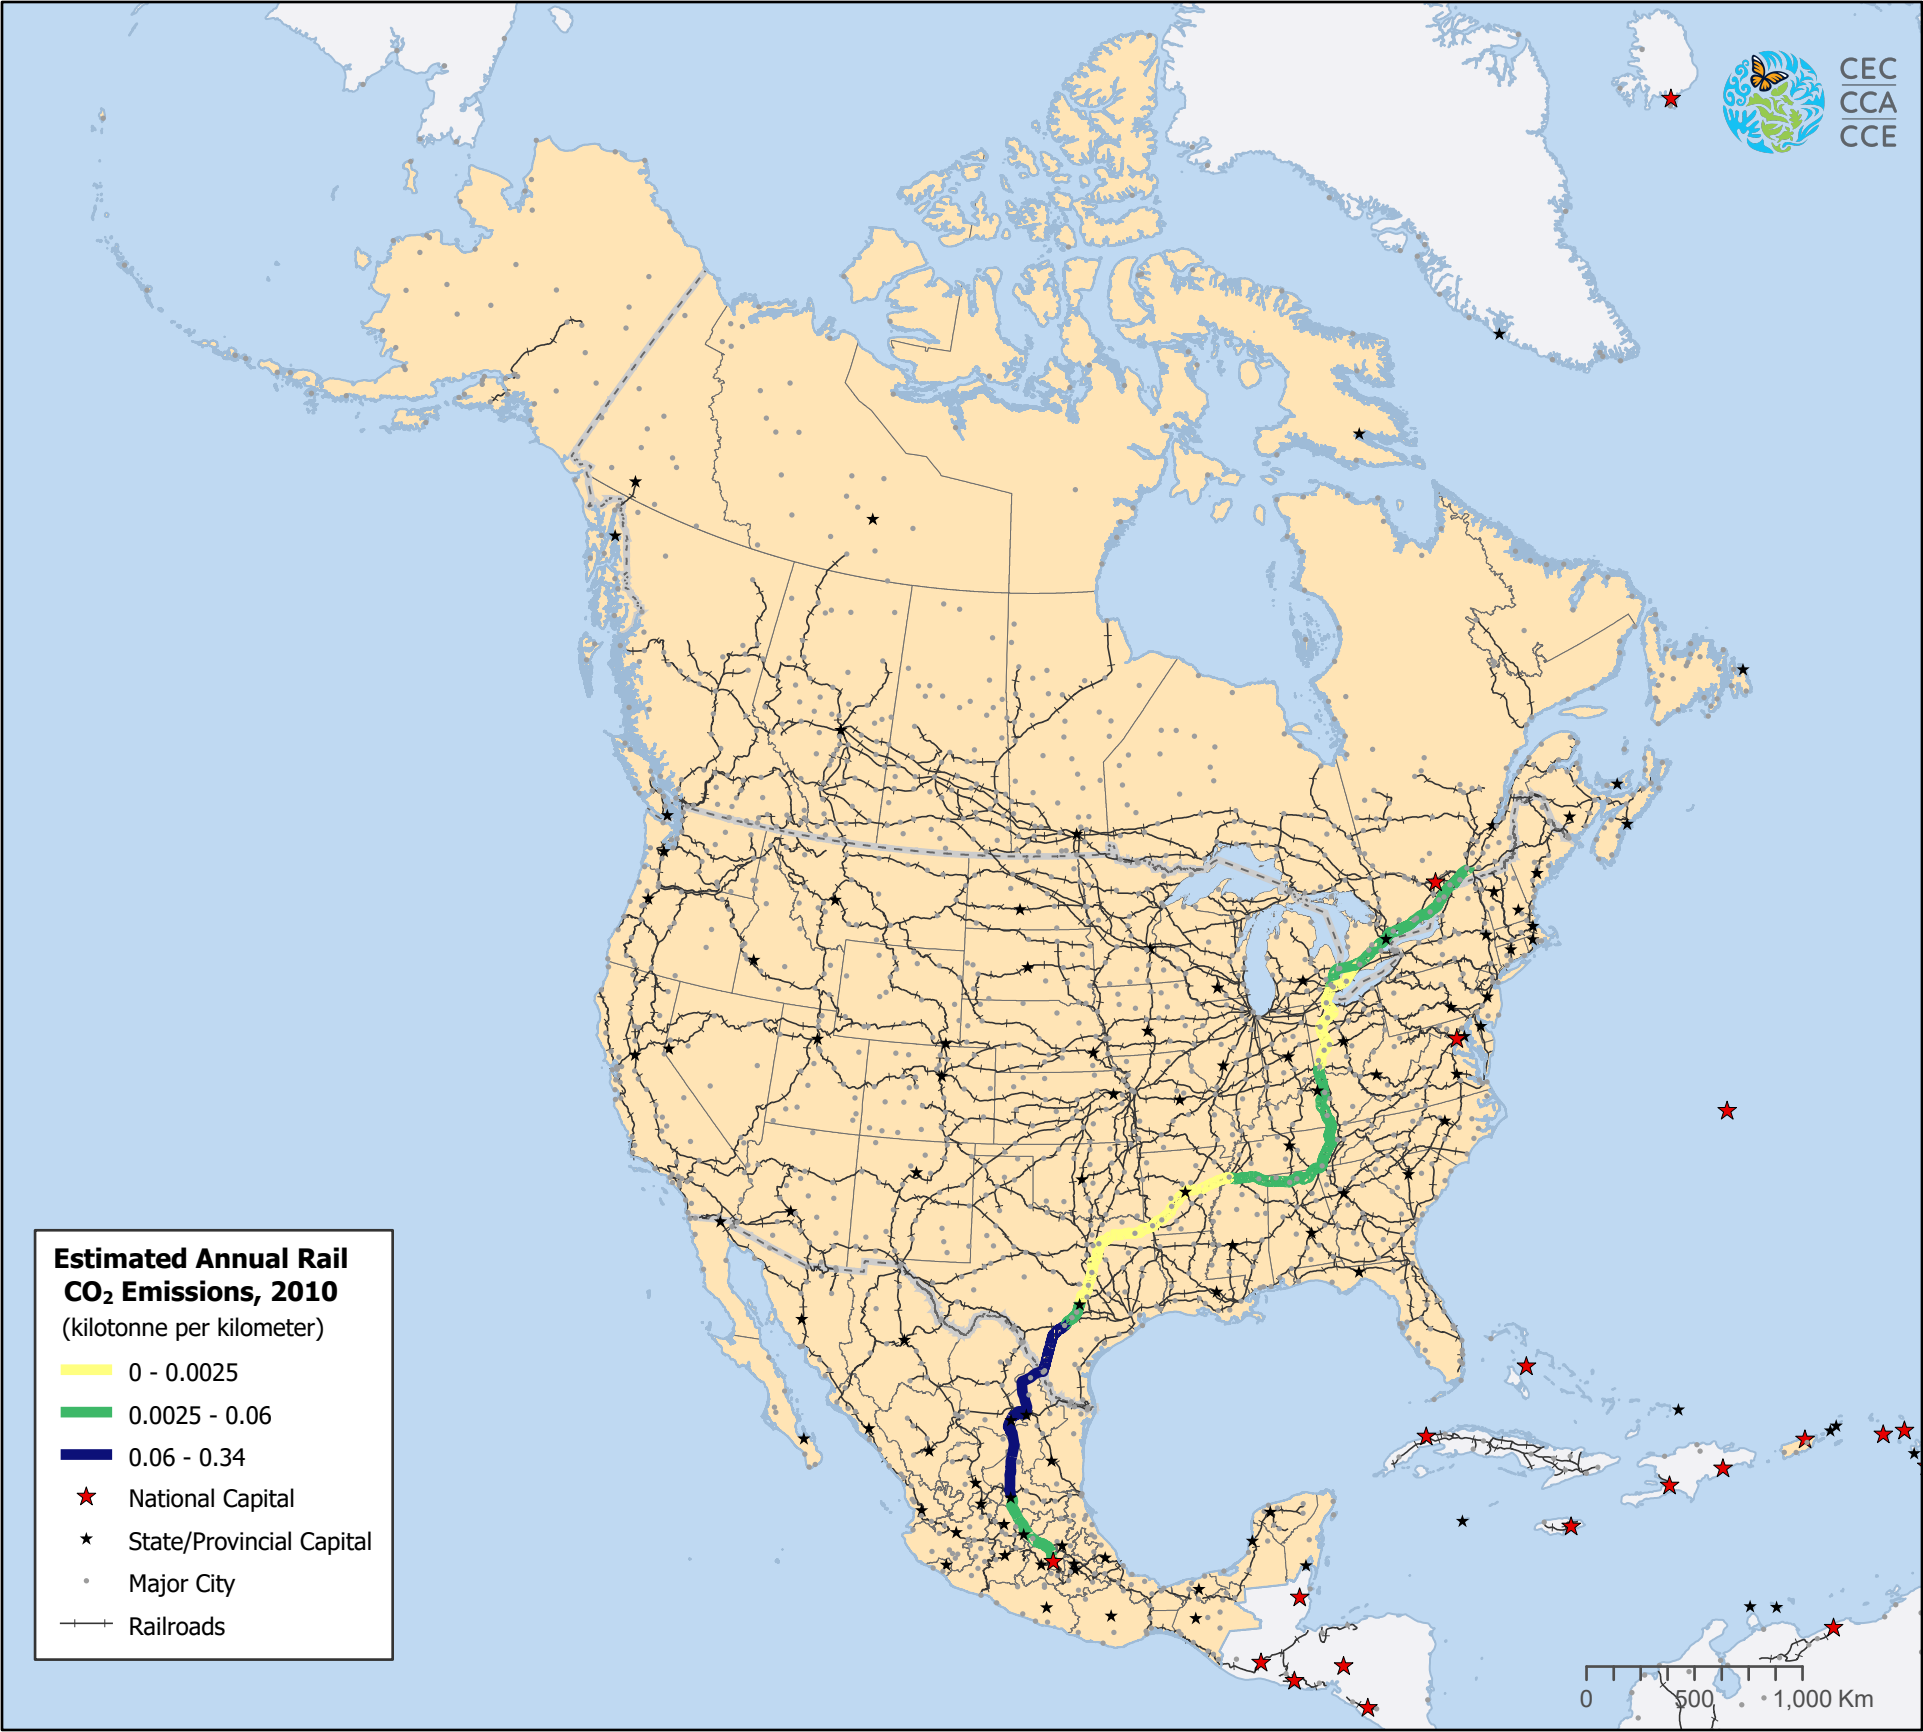 CEC
CCA
CCE
Estimated Annual Rail
CO₂ Emissions, 2010
(kilotonne per kilometer)
0 - 0.0025
0.0025 - 0.06
0.06 - 0.34
National Capital
State/Provincial Capital
Major City
Railroads
0 500 1,000 Km